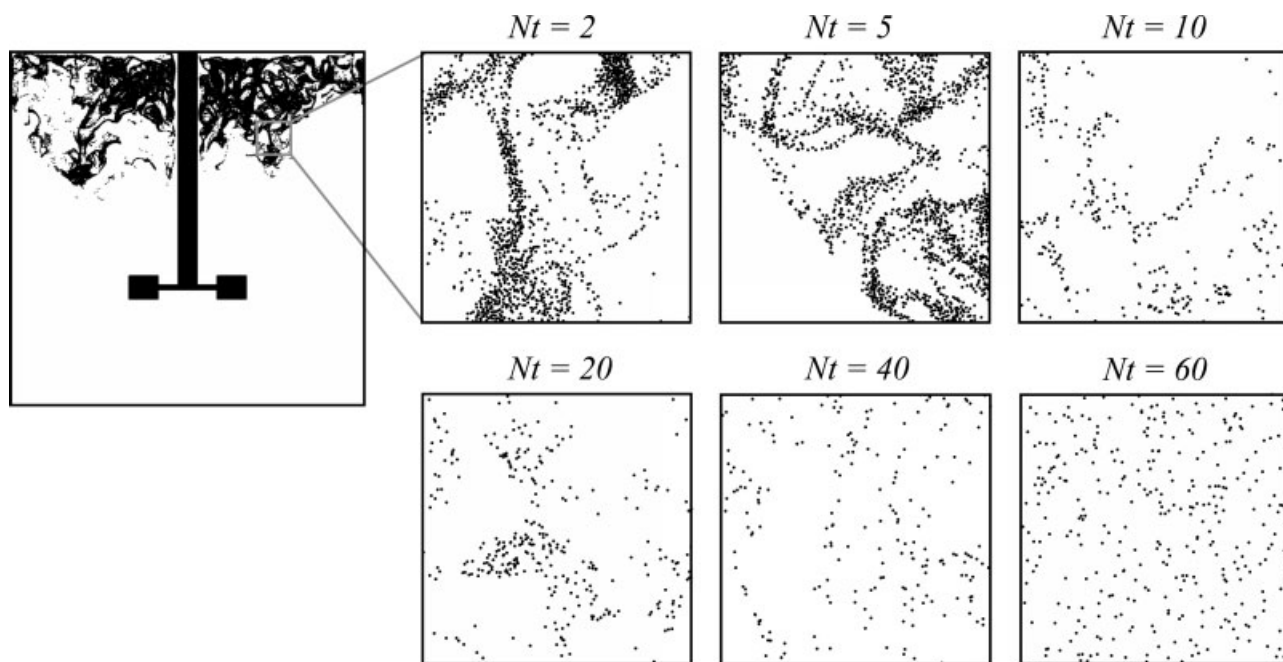 Nt = 2
Nt = 5
Nt = 10
Nt = 20
Nt = 40
Nt = 60